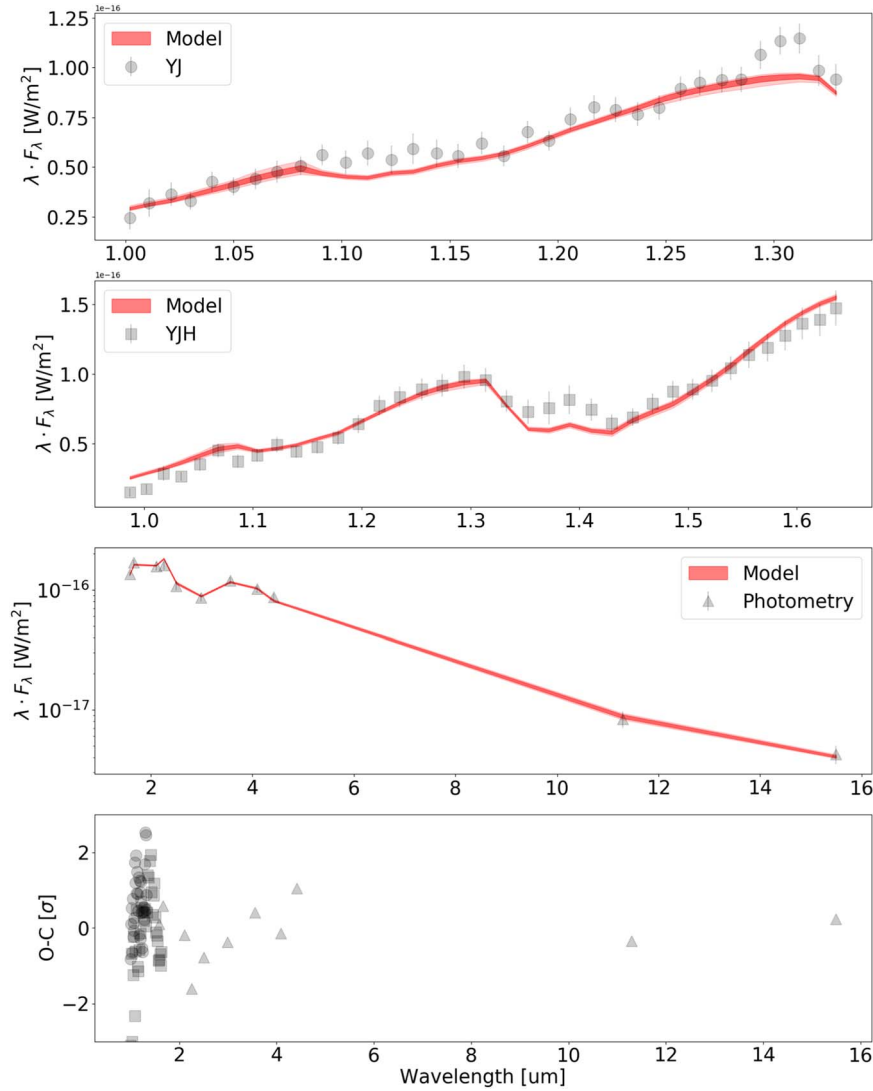 1e−16
1.25
1.00
0.75
0.50
0.25
λ · F_λ [W/m²]
Model
YJ
1.00 1.05 1.10 1.15 1.20 1.25 1.30
1e−16
1.5
1.0
0.5
λ · F_λ [W/m²]
Model
YJH
1.0 1.1 1.2 1.3 1.4 1.5 1.6
10⁻¹⁶
10⁻¹⁷
λ · F_λ [W/m²]
Model
Photometry
2 4 6 8 10 12 14 16
2
0
−2
O-C [σ]
2 4 6 8 10 12 14 16
Wavelength [um]